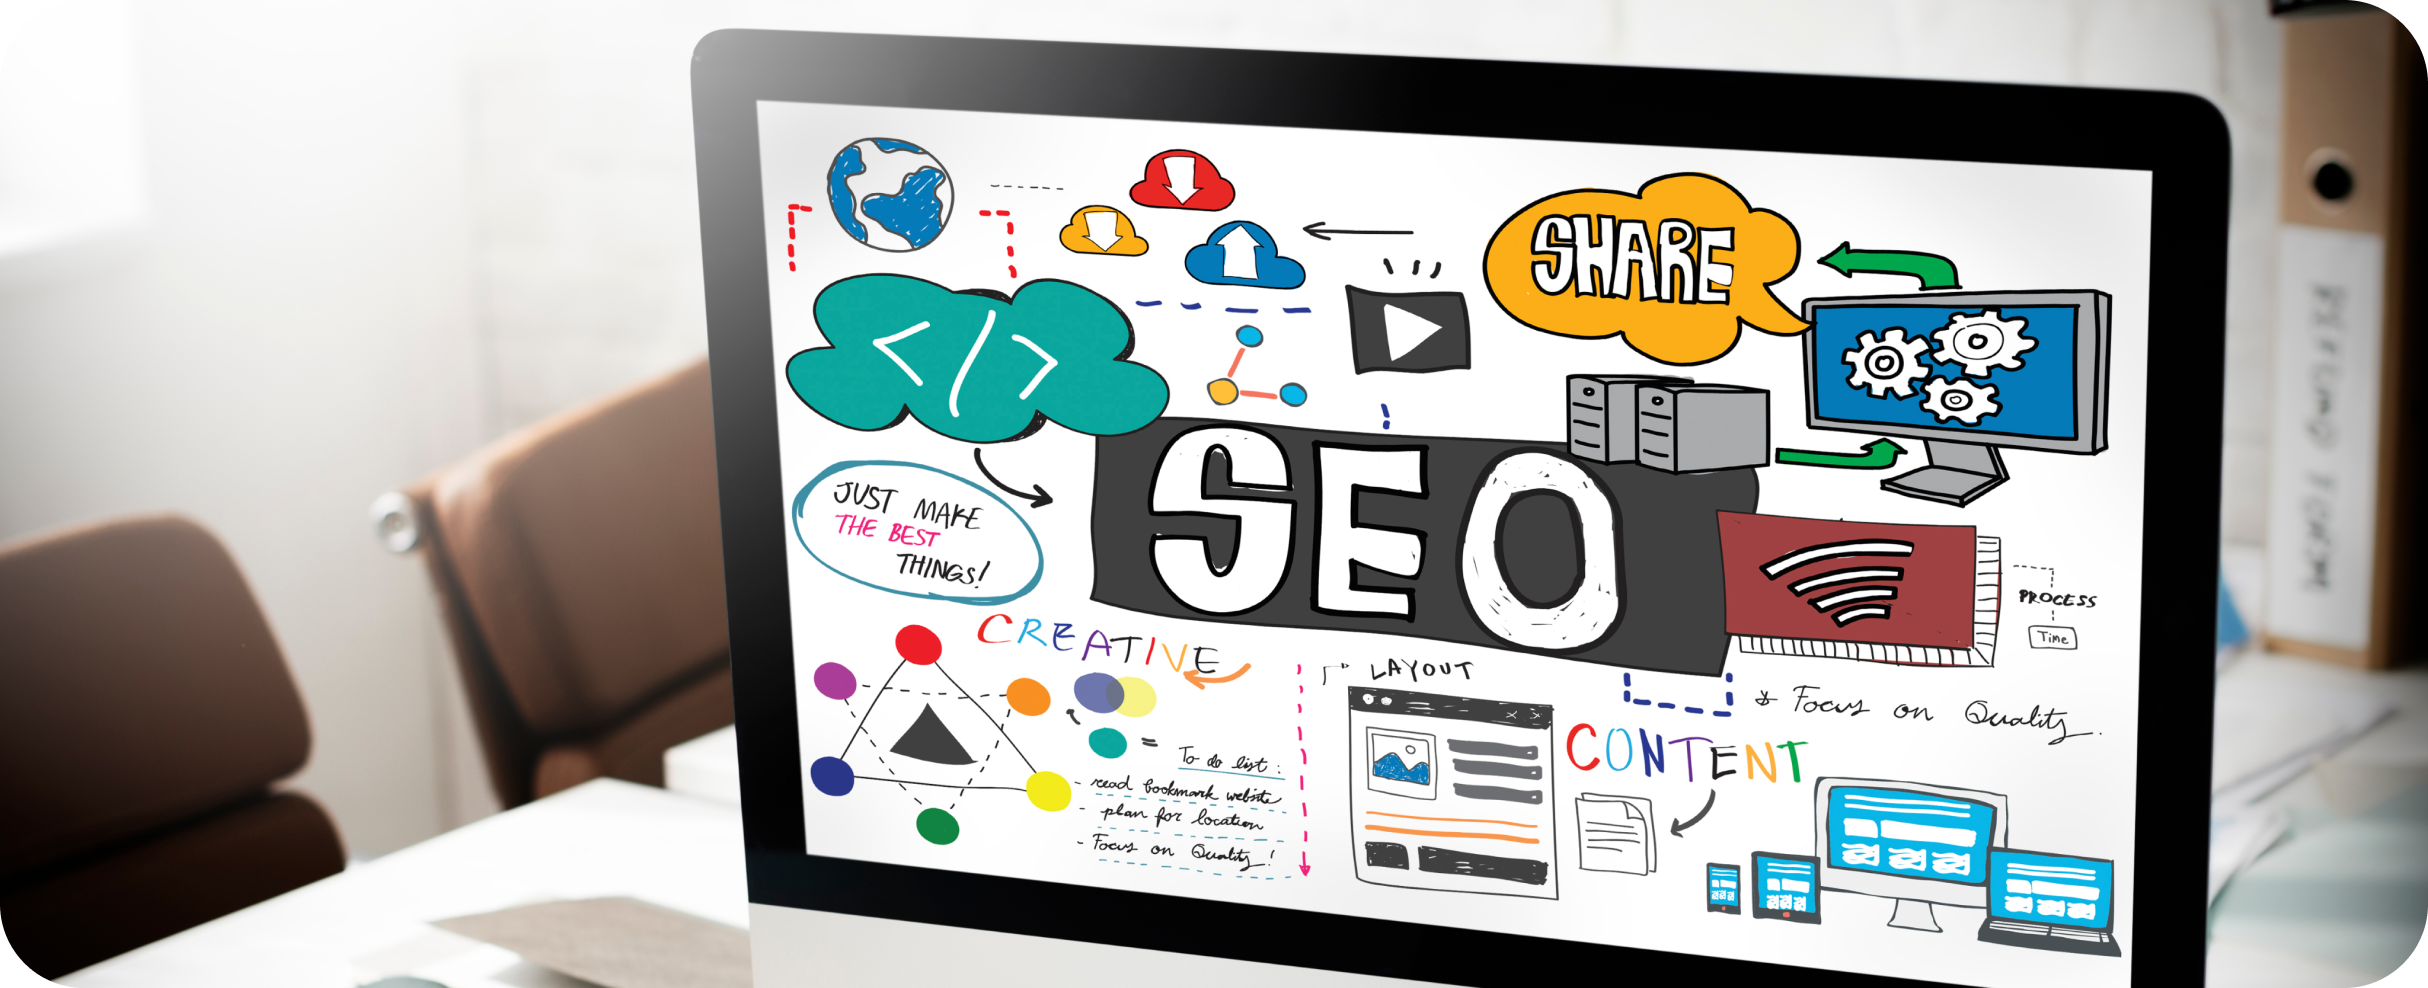 SHARE
</>
SEO
JUST MAKE
THE BEST
THINGS!
CREATIVE
PROCESS
Time
LAYOUT
* Focus on Quality.
CONTENT
To do list:
- read bookmark website
- plan for location
- Focus on Quality!